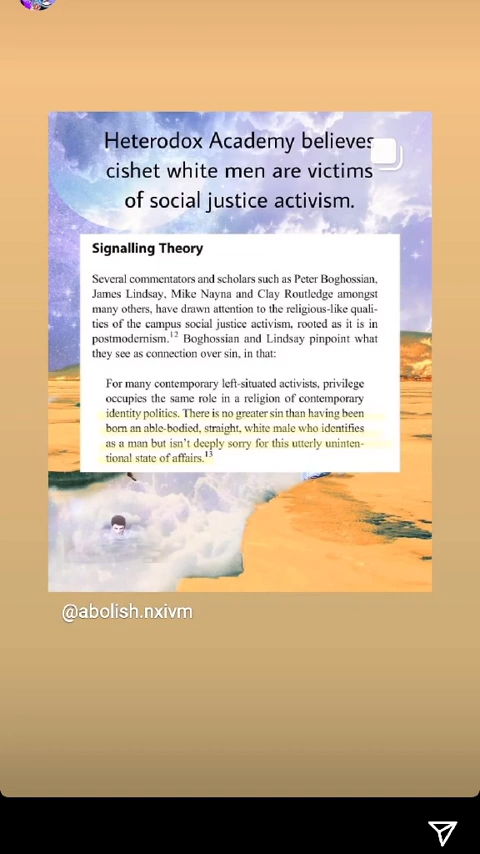 Heterodox Academy believes
cishet white men are victims
of social justice activism.
Signalling Theory
Several commentators and scholars such as Peter Boghossian,
James Lindsay, Mike Nayna and Clay Routledge amongst
many others, have drawn attention to the religious-like quali-
ties of the campus social justice activism, rooted as it is in
postmodernism.12 Boghossian and Lindsay pinpoint what
they see as connection over sin, in that:
For many contemporary left-situated activists, privilege
occupies the same role in a religion of contemporary
identity politics. There is no greater sin than having been
born an able-bodied, straight, white male who identifies
as a man but isn't deeply sorry for this utterly uninten-
tional state of affairs.13
@abolish.nxivm